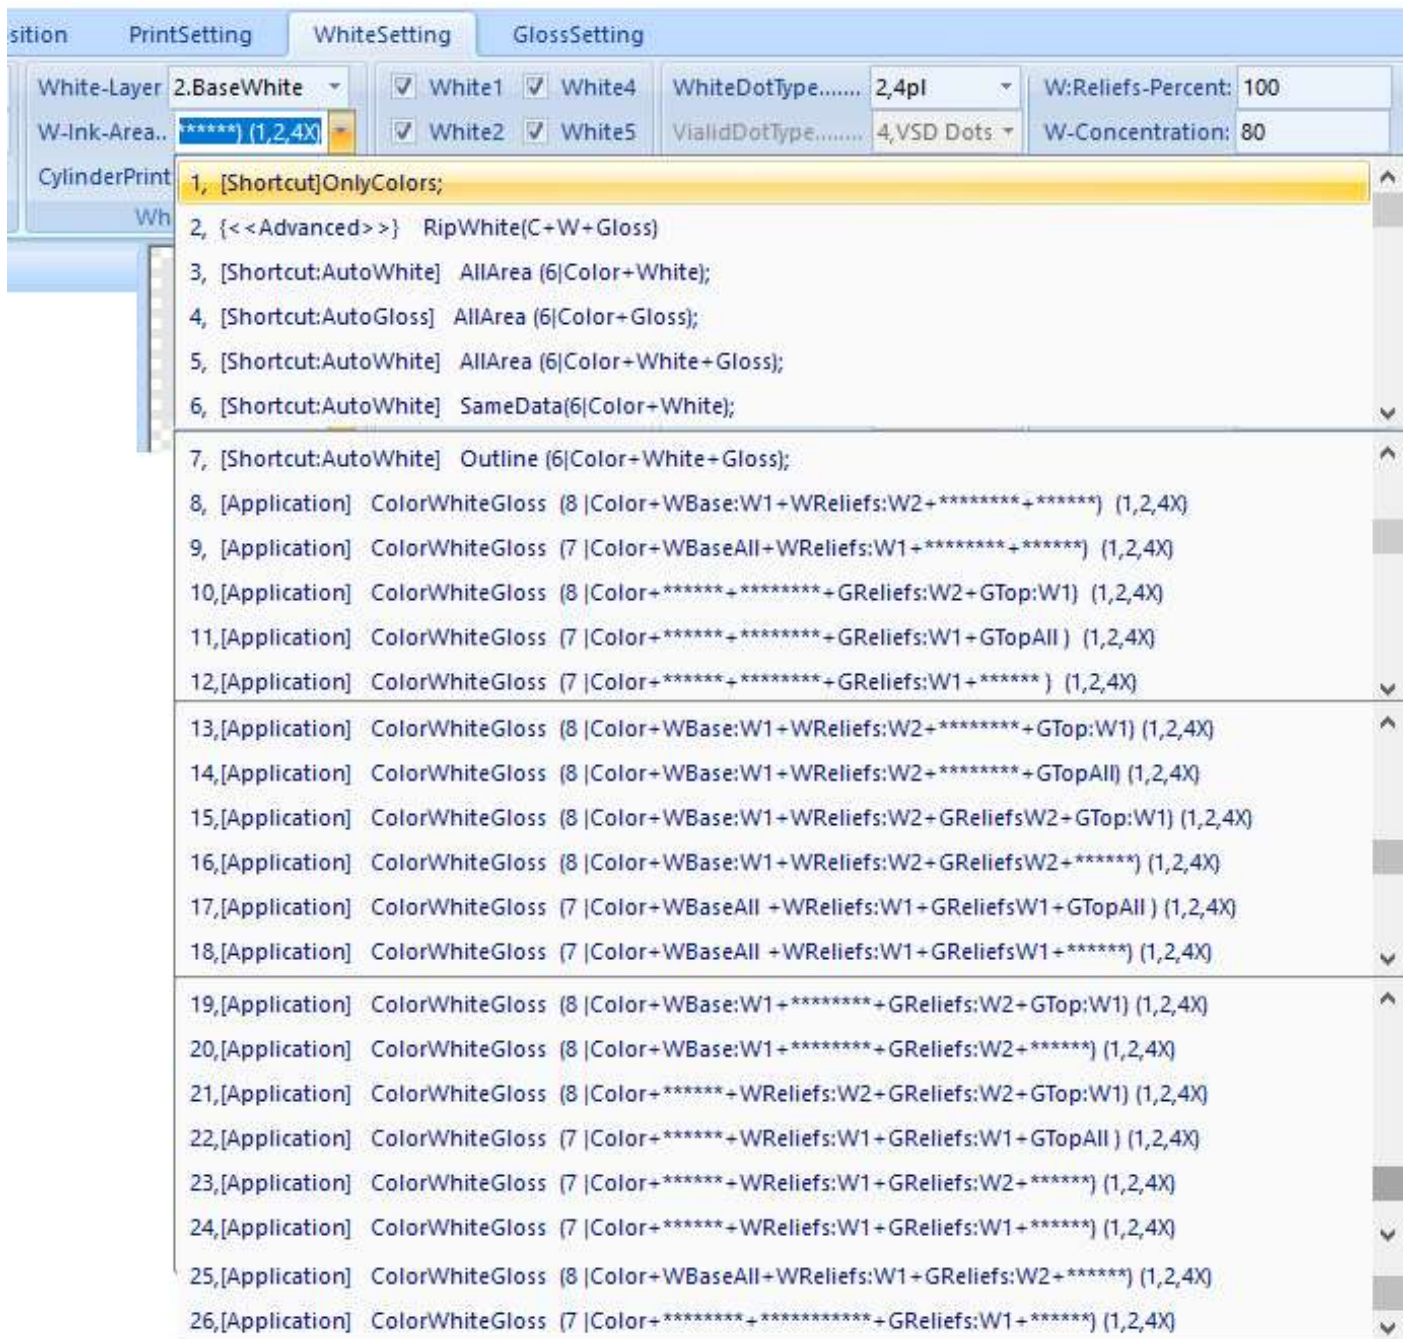 sition PrintSetting WhiteSetting GlossSetting
White-Layer 2.BaseWhite White1 White4 WhiteDotType....... 2,4pl W:Reliefs-Percent: 100
W-Ink-Area.. ******) (1,2,4X) White2 White5 VialidDotType........ 4,VSD Dots W-Concentration: 80
CylinderPrint
Wh
1, [Shortcut]OnlyColors;
2, {<<Advanced>>} RipWhite(C+W+Gloss)
3, [Shortcut:AutoWhite] AllArea (6|Color+White);
4, [Shortcut:AutoGloss] AllArea (6|Color+Gloss);
5, [Shortcut:AutoWhite] AllArea (6|Color+White+Gloss);
6, [Shortcut:AutoWhite] SameData(6|Color+White);
7, [Shortcut:AutoWhite] Outline (6|Color+White+Gloss);
8, [Application] ColorWhiteGloss (8 |Color+WBase:W1+WReliefs:W2+********+******) (1,2,4X)
9, [Application] ColorWhiteGloss (7 |Color+WBaseAll+WReliefs:W1+********+******) (1,2,4X)
10,[Application] ColorWhiteGloss (8 |Color+******+********+GReliefs:W2+GTop:W1) (1,2,4X)
11,[Application] ColorWhiteGloss (7 |Color+******+********+GReliefs:W1+GTopAll ) (1,2,4X)
12,[Application] ColorWhiteGloss (7 |Color+******+********+GReliefs:W1+****** ) (1,2,4X)
13,[Application] ColorWhiteGloss (8 |Color+WBase:W1+WReliefs:W2+********+GTop:W1) (1,2,4X)
14,[Application] ColorWhiteGloss (8 |Color+WBase:W1+WReliefs:W2+********+GTopAll) (1,2,4X)
15,[Application] ColorWhiteGloss (8 |Color+WBase:W1+WReliefs:W2+GReliefsW2+GTop:W1) (1,2,4X)
16,[Application] ColorWhiteGloss (8 |Color+WBase:W1+WReliefs:W2+GReliefsW2+******) (1,2,4X)
17,[Application] ColorWhiteGloss (7 |Color+WBaseAll +WReliefs:W1+GReliefsW1+GTopAll ) (1,2,4X)
18,[Application] ColorWhiteGloss (7 |Color+WBaseAll +WReliefs:W1+GReliefsW1+******) (1,2,4X)
19,[Application] ColorWhiteGloss (8 |Color+WBase:W1+********+GReliefs:W2+GTop:W1) (1,2,4X)
20,[Application] ColorWhiteGloss (8 |Color+WBase:W1+********+GReliefs:W2+******) (1,2,4X)
21,[Application] ColorWhiteGloss (8 |Color+******+WReliefs:W2+GReliefs:W2+GTop:W1) (1,2,4X)
22,[Application] ColorWhiteGloss (7 |Color+******+WReliefs:W1+GReliefs:W1+GTopAll ) (1,2,4X)
23,[Application] ColorWhiteGloss (7 |Color+******+WReliefs:W1+GReliefs:W2+******) (1,2,4X)
24,[Application] ColorWhiteGloss (7 |Color+******+WReliefs:W1+GReliefs:W1+******) (1,2,4X)
25,[Application] ColorWhiteGloss (8 |Color+WBaseAll+WReliefs:W1+GReliefs:W2+******) (1,2,4X)
26,[Application] ColorWhiteGloss (7 |Color+********+***********+GReliefs:W1+******) (1,2,4X)